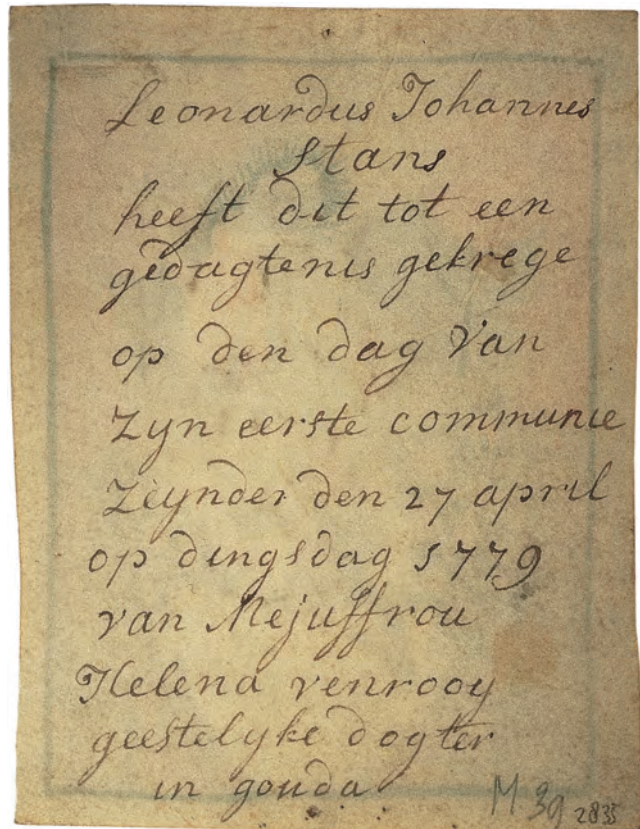 Leonardus Johannes
Stans
heeft dit tot een
gedagtenis gekrege
op den dag van
zyn eerste communie
zeynder den 27 april
op dingsdag 1779
van Mejuffrou
Helena venrooy
geestelyke dogter
in gouda
M 39 2835